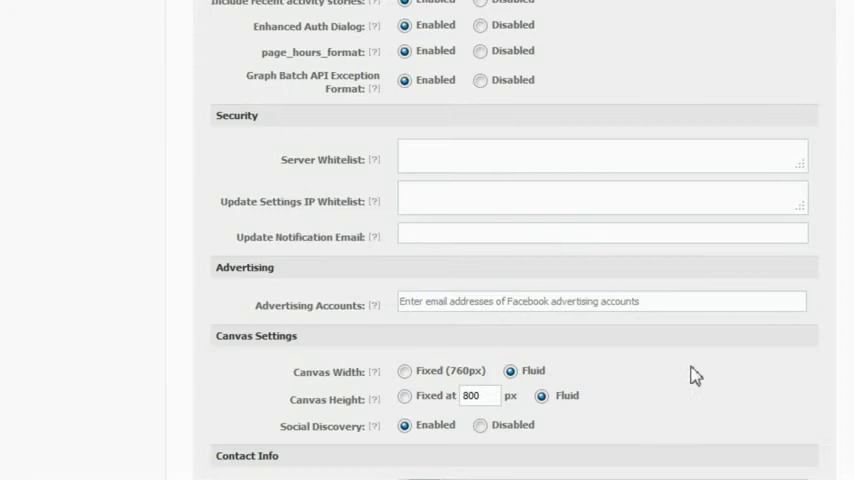 Include recent activity stories: [?] Enabled Disabled
Enhanced Auth Dialog: [?] Enabled Disabled
page_hours_format: [?] Enabled Disabled
Graph Batch API Exception
Format: [?] Enabled Disabled
Security
Server Whitelist: [?]
Update Settings IP Whitelist: [?]
Update Notification Email: [?]
Advertising
Advertising Accounts: [?] Enter email addresses of Facebook advertising accounts
Canvas Settings
Canvas Width: [?] Fixed (760px) Fluid
Canvas Height: [?] Fixed at 800 px Fluid
Social Discovery: [?] Enabled Disabled
Contact Info